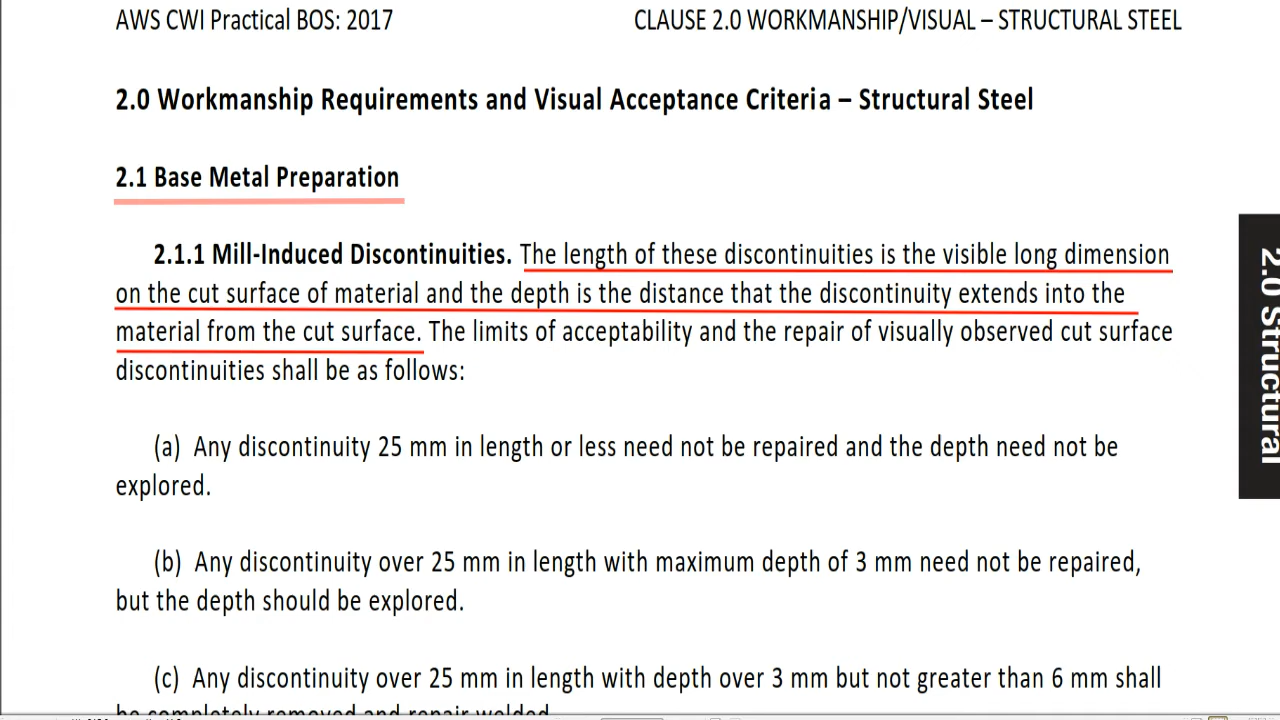 AWS CWI Practical BOS: 2017 CLAUSE 2.0 WORKMANSHIP/VISUAL – STRUCTURAL STEEL
2.0 Workmanship Requirements and Visual Acceptance Criteria – Structural Steel
2.1 Base Metal Preparation
2.1.1 Mill-Induced Discontinuities. The length of these discontinuities is the visible long dimension
on the cut surface of material and the depth is the distance that the discontinuity extends into the
material from the cut surface. The limits of acceptability and the repair of visually observed cut surface
discontinuities shall be as follows:
(a) Any discontinuity 25 mm in length or less need not be repaired and the depth need not be
explored.
(b) Any discontinuity over 25 mm in length with maximum depth of 3 mm need not be repaired,
but the depth should be explored.
(c) Any discontinuity over 25 mm in length with depth over 3 mm but not greater than 6 mm shall
be completely removed and repair welded.
2.0 Structural